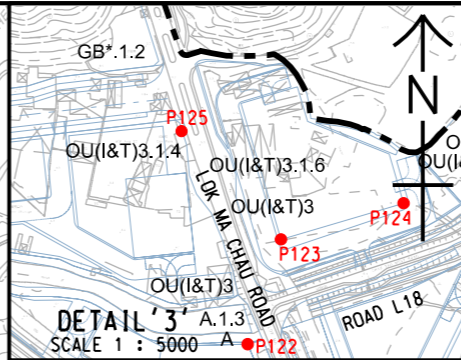 GB*.1.2
N
P125
OU(I&T)3.1.4
OU(I&T)3.1.6
LOK MA CHAU ROAD
OU(I&T)3
P124
P123
OU(I&T)3
DETAIL '3'
SCALE 1 : 5000
A.1.3
A
P122
ROAD L18